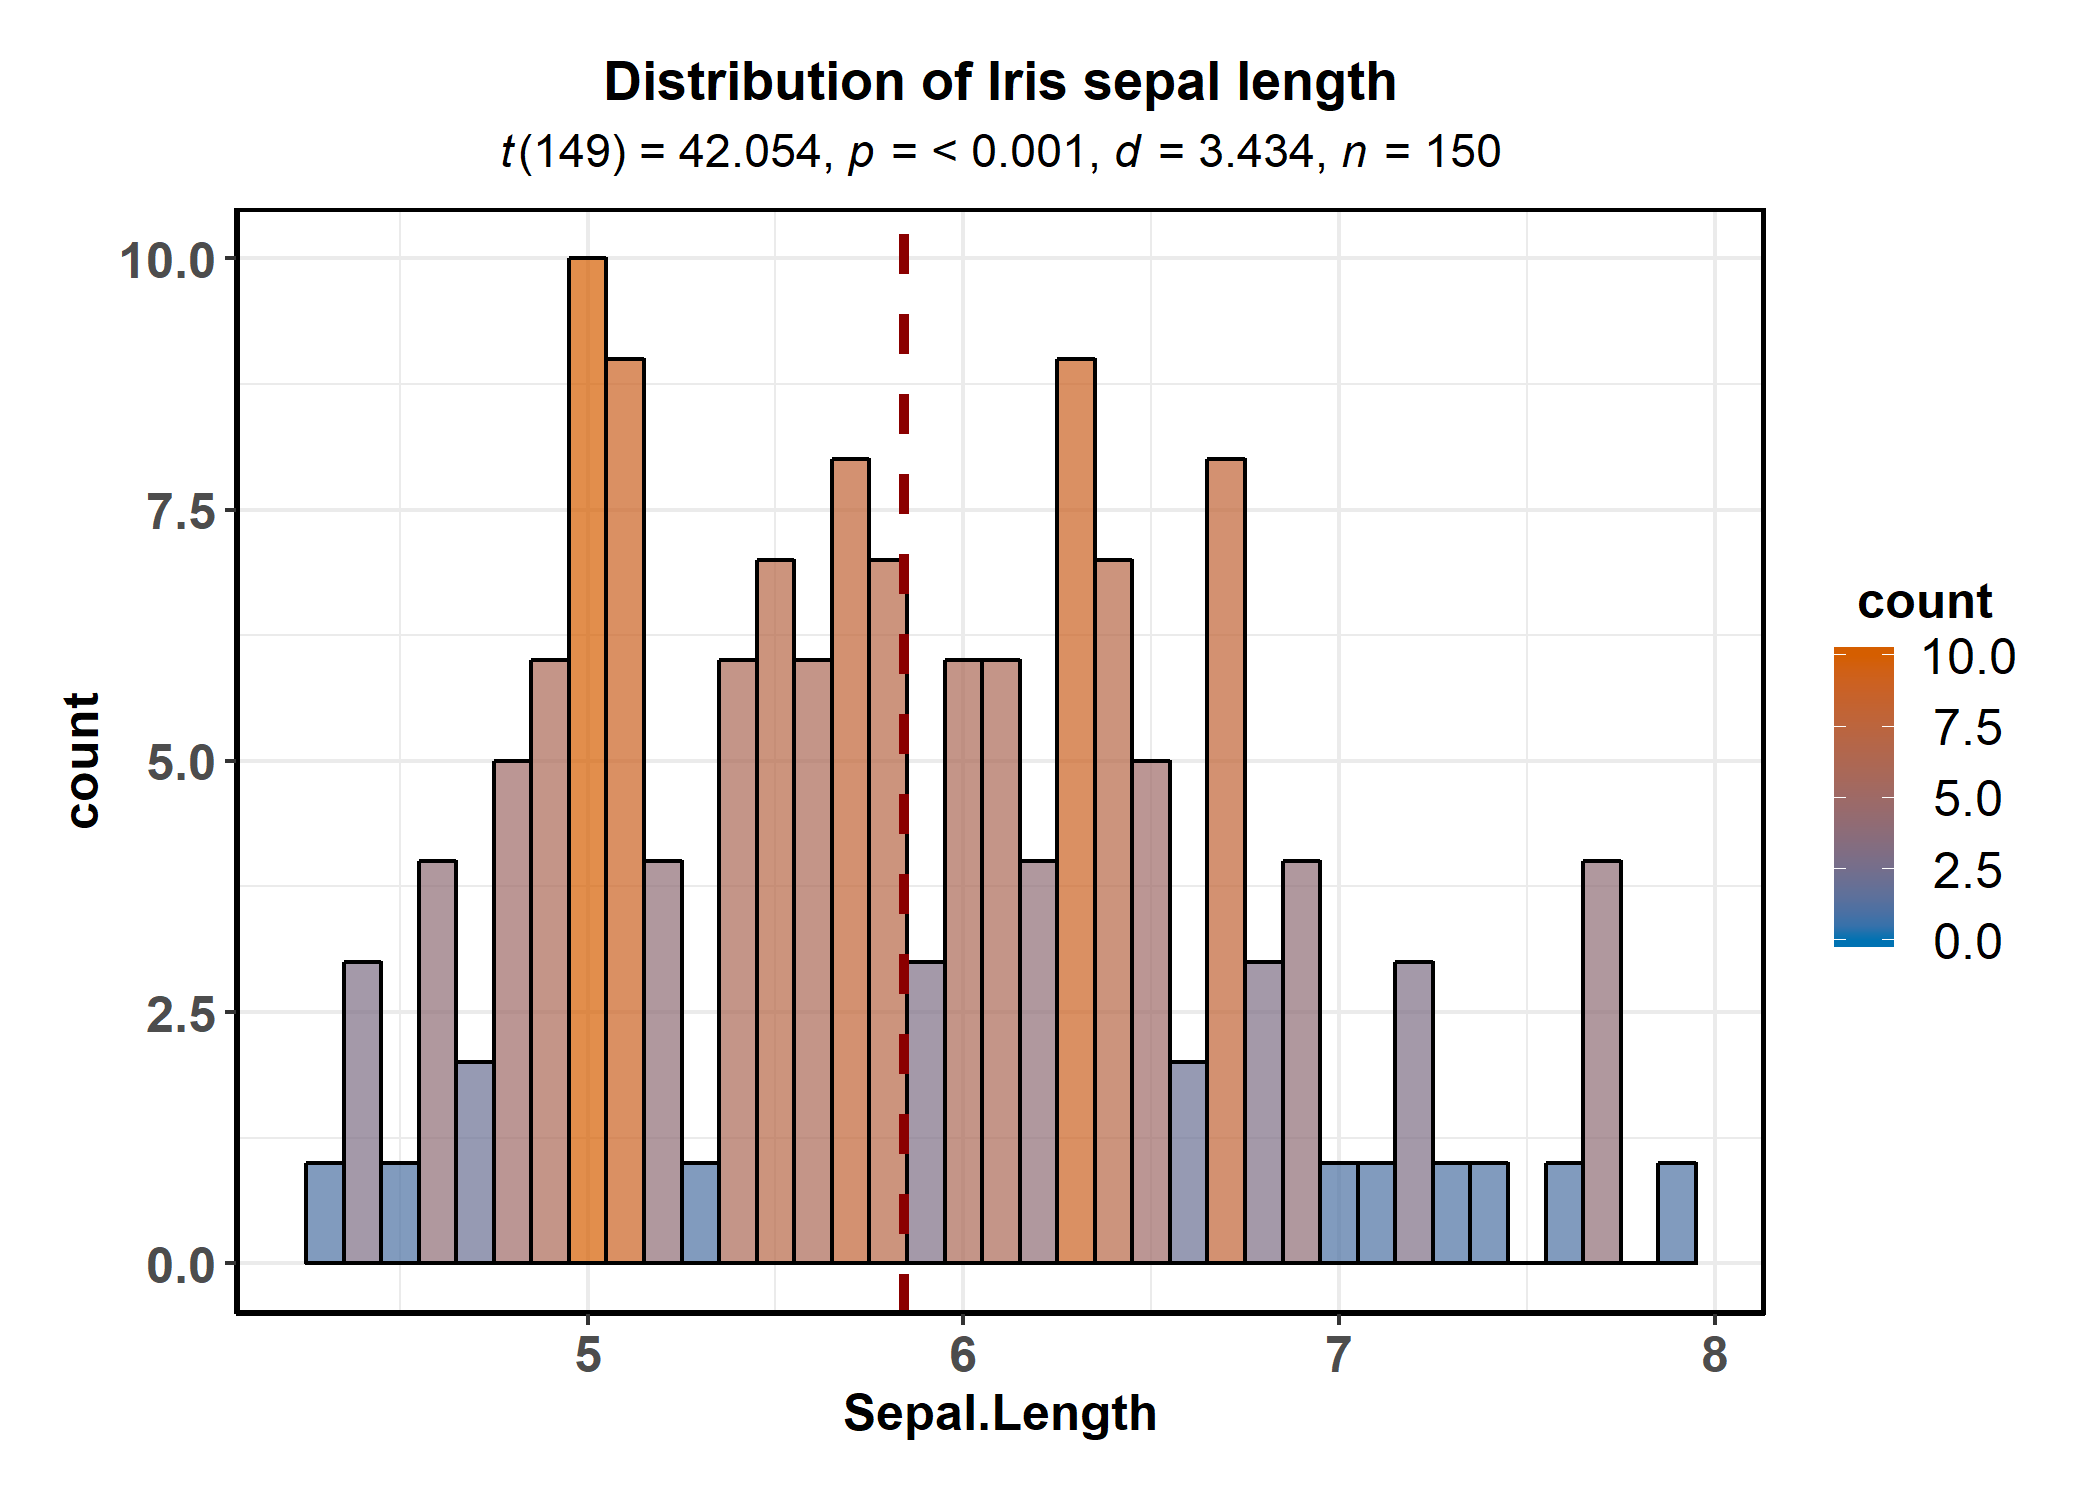 Distribution of Iris sepal length
t(149) = 42.054, p = < 0.001, d = 3.434, n = 150
10.0
7.5
5.0
2.5
0.0
count
5 6 7 8
Sepal.Length
count
10.0
7.5
5.0
2.5
0.0